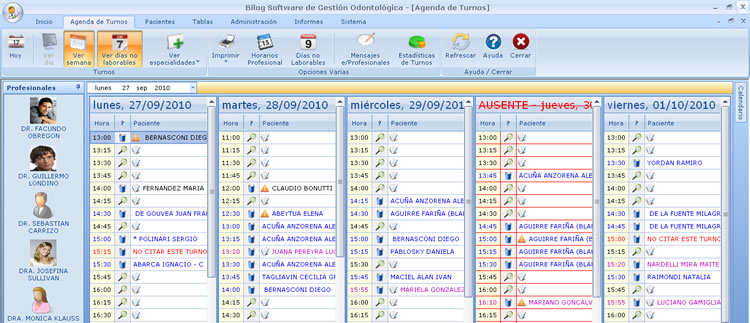 Bilog Software de Gestión Odontológica - [Agenda de Turnos]
Inicio
Agenda de Turnos
Pacientes
Tablas
Administración
Informes
Sistema
Hoy
Ver día
Ver semana
Ver días no laborables
Ver especialidades
Imprimir
Horarios Profesional
Días no Laborables
Mensajes e/Profesionales
Estadísticas de Turnos
Refrescar
Ayuda
Cerrar
Turnos
Opciones Varias
Ayuda / Cerrar
Profesionales
DR. FACUNDO OBREGON
DR. GUILLERMO LONDINO
DR. SEBASTIAN CARRIZO
DRA. JOSEFINA SULLIVAN
DRA. MONICA KLAUSS
lunes 27 sep 2010
Calendario
lunes, 27/09/2010
Hora ? Paciente
13:00 BERNASCONI DIEG
13:15
13:30
13:45
14:00 FERNANDEZ MARIA
14:15
14:30 DE GOUVEA JUAN FRA
14:45
15:00 * POLINARI SERGIO
15:15 NO CITAR ESTE TURNO
15:30 ABARCA IGNACIO - C
15:45
16:00
16:15
16:30
martes, 28/09/2010
Hora ? Paciente
11:00
11:15
11:30
11:45
12:00 CLAUDIO BONUTTI
12:15
12:30 ABEYTUA ELENA
13:00 ACUÑA ANZORENA ALE
13:15 ACUÑA ANZORENA ALE
13:20 JUANA PEREYRA LU
13:30 ACUÑA ANZORENA ALE
13:45 TAGLIAVIN CECILIA G
14:00 BERNASCONI DIEGO
14:15
14:30
miércoles, 29/09/201
Hora ? Paciente
13:00
13:15
13:30
13:45
14:00
14:15 ACUÑA ANZORENA ALE
14:30 AGUIRRE FARIÑA (BLA
14:45
15:00 BERNASCONI DIEGO
15:15 PABLOSKY DANIELA
15:30
15:45 MACIEL ALAN IVAN
15:55 MARIELA GONZALEZ
16:00
16:15
AUSENTE - jueves, 30
Hora ? Paciente
13:00
13:15
13:30
13:45 ACUÑA ANZORENA ALE
14:00
14:15
14:30
14:45 AGUIRRE FARIÑA (BLA
15:00 AGUIRRE FARIÑA (
15:15 AGUIRRE FARIÑA (BLA
15:30
15:45
16:00
16:10 MARIANO GONCALV
16:15
viernes, 01/10/2010
Hora ? Paciente
13:00
13:15
13:30 YORDAN RAMIRO
13:45
14:00
14:15
14:30 DE LA FUENTE MILAGR
14:45 DE LA FUENTE MILAGR
15:00 NO CITAR ESTE TURNO
15:15
15:20 NARDELLI MIRA MAITE
15:30 RAIMONDI NATALIA
15:45
15:55 LUCIANO GAMIGLIA
16:15